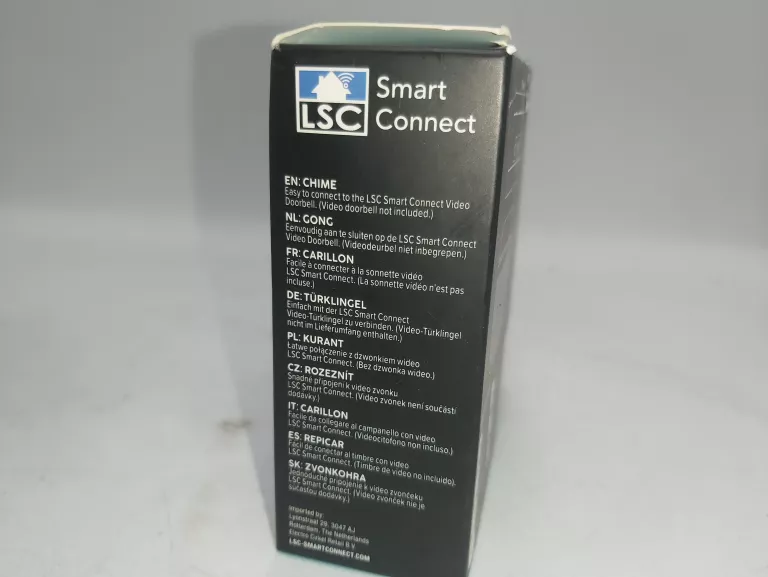 LSC
Smart
Connect
EN: CHIME
Easy to connect to the LSC Smart Connect Video
Doorbell. (Video doorbell not included.)
NL: GONG
Eenvoudig aan te sluiten op de LSC Smart Connect
Video Doorbell. (Videodeurbel niet inbegrepen.)
FR: CARILLON
Facile à connecter à la sonnette vidéo
LSC Smart Connect. (La sonnette vidéo n'est pas
incluse.)
DE: TÜRKLINGEL
Einfach mit der LSC Smart Connect
Video-Türklingel zu verbinden. (Video-Türklingel
nicht im Lieferumfang enthalten.)
PL: KURANT
Łatwe połączenie z dzwonkiem wideo
LSC Smart Connect. (Bez dzwonka wideo.)
CZ: ROZEZNÍT
Snadné připojení k video zvonku
LSC Smart Connect. (Video zvonek není součástí
dodávky.)
IT: CARILLON
Facile da collegare al campanello con video
LSC Smart Connect. (Videocitofono non incluso.)
ES: REPICAR
Fácil de conectar al timbre con video
LSC Smart Connect. (Timbre de video no incluido).
SK: ZVONKOHRA
Jednoduché pripojenie k video zvončeku
LSC Smart Connect. (Video zvonček nie je
súčasťou dodávky.)
Imported by:
29, 3047 AJ
Rotterdam, The Netherlands
Electro Cirkel Retail B.V.
LSC-SMARTCONNECT.COM